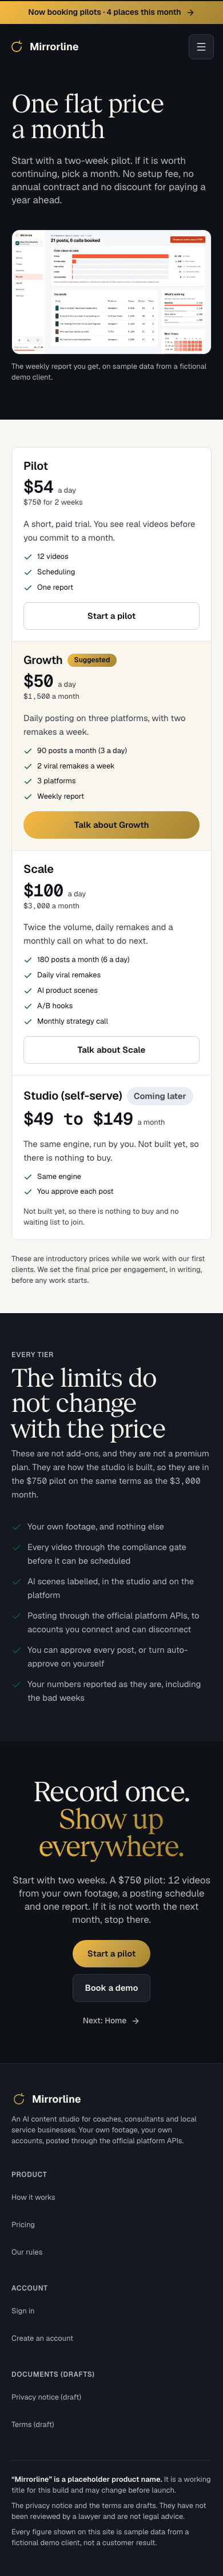 Now booking pilots · 4 places this month →
Mirrorline
One flat price
a month
Start with a two-week pilot. If it is worth
continuing, pick a month. No setup fee, no
annual contract and no discount for paying a
year ahead.
Mirrorline
21 posts, 6 calls booked
The weekly report you get, on sample data from a fictional
demo client.
Pilot
$54 a day
$750 for 2 weeks
A short, paid trial. You see real videos before
you commit to a month.
12 videos
Scheduling
One report
Start a pilot
Growth Suggested
$50 a day
$1,500 a month
Daily posting on three platforms, with two
remakes a week.
90 posts a month (3 a day)
2 viral remakes a week
3 platforms
Weekly report
Talk about Growth
Scale
$100 a day
$3,000 a month
Twice the volume, daily remakes and a
monthly call on what to do next.
180 posts a month (6 a day)
Daily viral remakes
AI product scenes
A/B hooks
Monthly strategy call
Talk about Scale
Studio (self-serve) Coming later
$49 to $149 a month
The same engine, run by you. Not built yet, so
there is nothing to buy.
Same engine
You approve each post
Not built yet, so there is nothing to buy and no
waiting list to join.
These are introductory prices while we work with our first
clients. We set the final price per engagement, in writing,
before any work starts.
EVERY TIER
The limits do
not change
with the price
These are not add-ons, and they are not a premium
plan. They are how the studio is built, so they are in
the $750 pilot on the same terms as the $3,000
month.
Your own footage, and nothing else
Every video through the compliance gate
before it can be scheduled
AI scenes labelled, in the studio and on the
platform
Posting through the official platform APIs, to
accounts you connect and can disconnect
You can approve every post, or turn auto-
approve on yourself
Your numbers reported as they are, including
the bad weeks
Record once.
Show up
everywhere.
Start with two weeks. A $750 pilot: 12 videos
from your own footage, a posting schedule
and one report. If it is not worth the next
month, stop there.
Start a pilot
Book a demo
Next: Home →
Mirrorline
An AI content studio for coaches, consultants and local
service businesses. Your own footage, your own
accounts, posted through the official platform APIs.
PRODUCT
How it works
Pricing
Our rules
ACCOUNT
Sign in
Create an account
DOCUMENTS (DRAFTS)
Privacy notice (draft)
Terms (draft)
"Mirrorline" is a placeholder product name. It is a working
title for this build and may change before launch.
The privacy notice and the terms are drafts. They have not
been reviewed by a lawyer and are not legal advice.
Every figure shown on this site is sample data from a
fictional demo client, not a customer result.